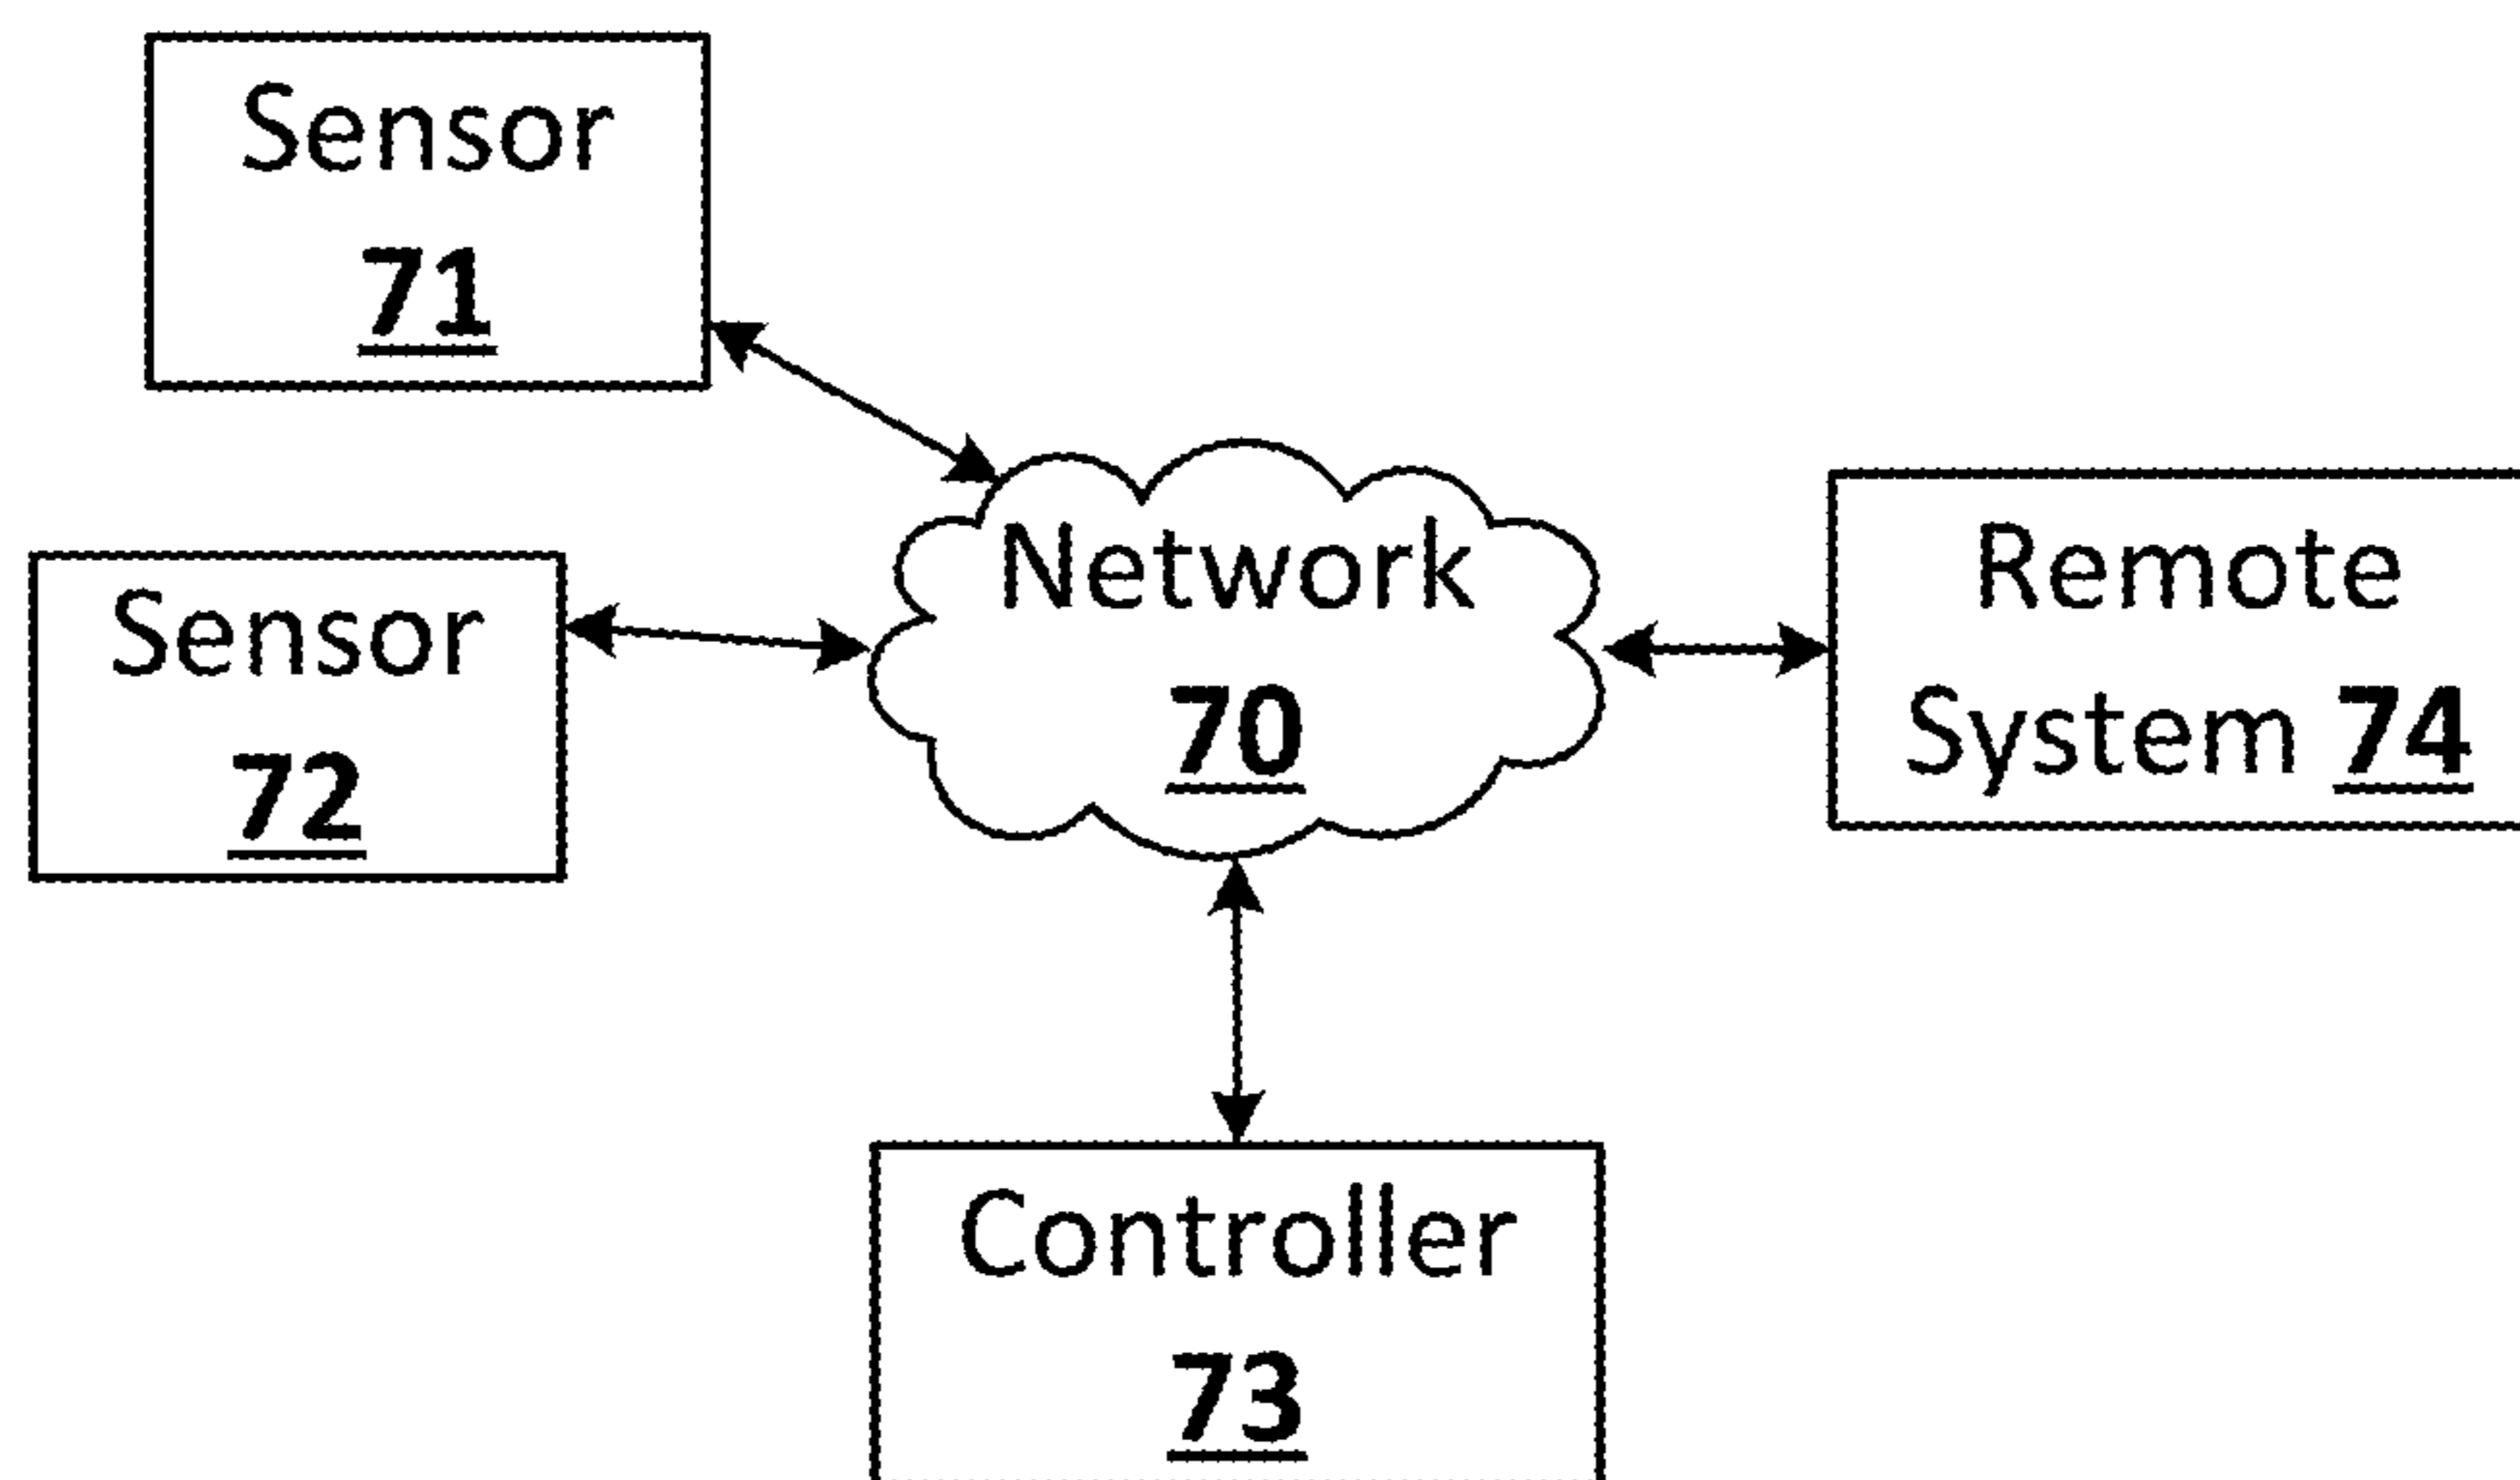 Sensor
71
Network
70
Sensor
72
Remote
System 74
Controller
73